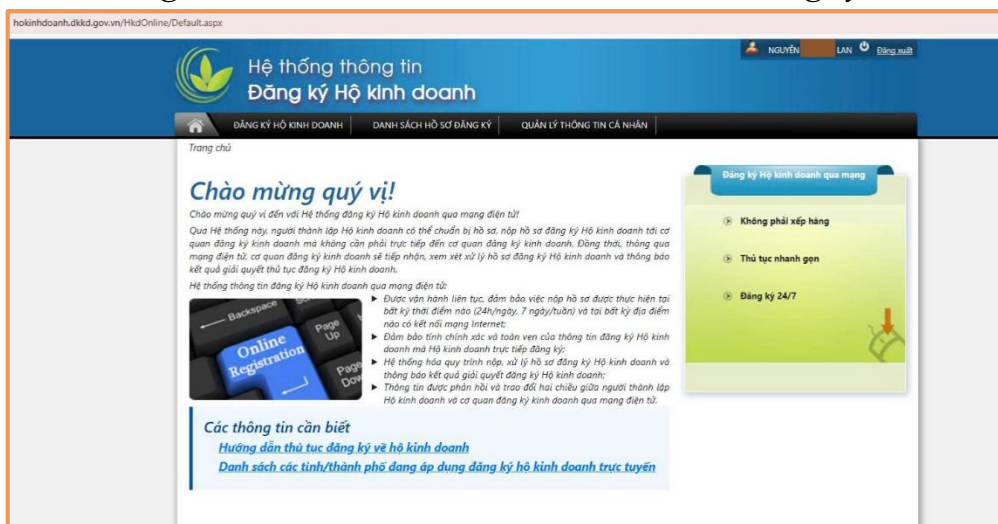 hokinhdoanh.dkkd.gov.vn/HkdOnline/Default.aspx
NGUYỄN LAN Đăng xuất
Hệ thống thông tin
Đăng ký Hộ kinh doanh
ĐĂNG KÝ HỘ KINH DOANH DANH SÁCH HỒ SƠ ĐĂNG KÝ QUẢN LÝ THÔNG TIN CÁ NHÂN
Trang chủ
Chào mừng quý vị!
Chào mừng quý vị đến với Hệ thống đăng ký Hộ kinh doanh qua mạng điện tử!
Qua Hệ thống này, người thành lập Hộ kinh doanh có thể chuẩn bị hồ sơ, nộp hồ sơ đăng ký Hộ kinh doanh tới cơ
quan đăng ký kinh doanh mà không cần phải trực tiếp đến cơ quan đăng ký kinh doanh. Đồng thời, thông qua
mạng điện tử, cơ quan đăng ký kinh doanh sẽ tiếp nhận, xem xét xử lý hồ sơ đăng ký Hộ kinh doanh và thông báo
kết quả giải quyết thủ tục đăng ký Hộ kinh doanh.
Hệ thống thông tin đăng ký Hộ kinh doanh qua mạng điện tử:
Backspace
Page Up
Online Registration
Page Down
Được vận hành liên tục, đảm bảo việc nộp hồ sơ được thực hiện tại
bất kỳ thời điểm nào (24h/ngày, 7 ngày/tuần) và tại bất kỳ địa điểm
nào có kết nối mạng Internet;
Đảm bảo tính chính xác và toàn vẹn của thông tin đăng ký Hộ kinh
doanh mà Hộ kinh doanh trực tiếp đăng ký;
Hệ thống hóa quy trình nộp, xử lý hồ sơ đăng ký Hộ kinh doanh và
thông báo kết quả giải quyết đăng ký Hộ kinh doanh;
Thông tin được phản hồi và trao đổi hai chiều giữa người thành lập
Hộ kinh doanh và cơ quan đăng ký kinh doanh qua mạng điện tử.
Các thông tin cần biết
Hướng dẫn thủ tục đăng ký về hộ kinh doanh
Danh sách các tỉnh/thành phố đang áp dụng đăng ký hộ kinh doanh trực tuyến
Đăng ký Hộ kinh doanh qua mạng
Không phải xếp hàng
Thủ tục nhanh gọn
Đăng ký 24/7